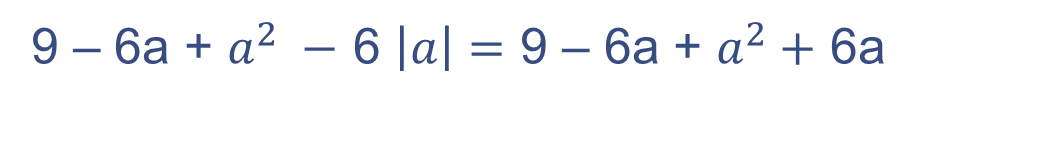 9 – 6a + a² − 6 |a| = 9 – 6a + a² + 6a